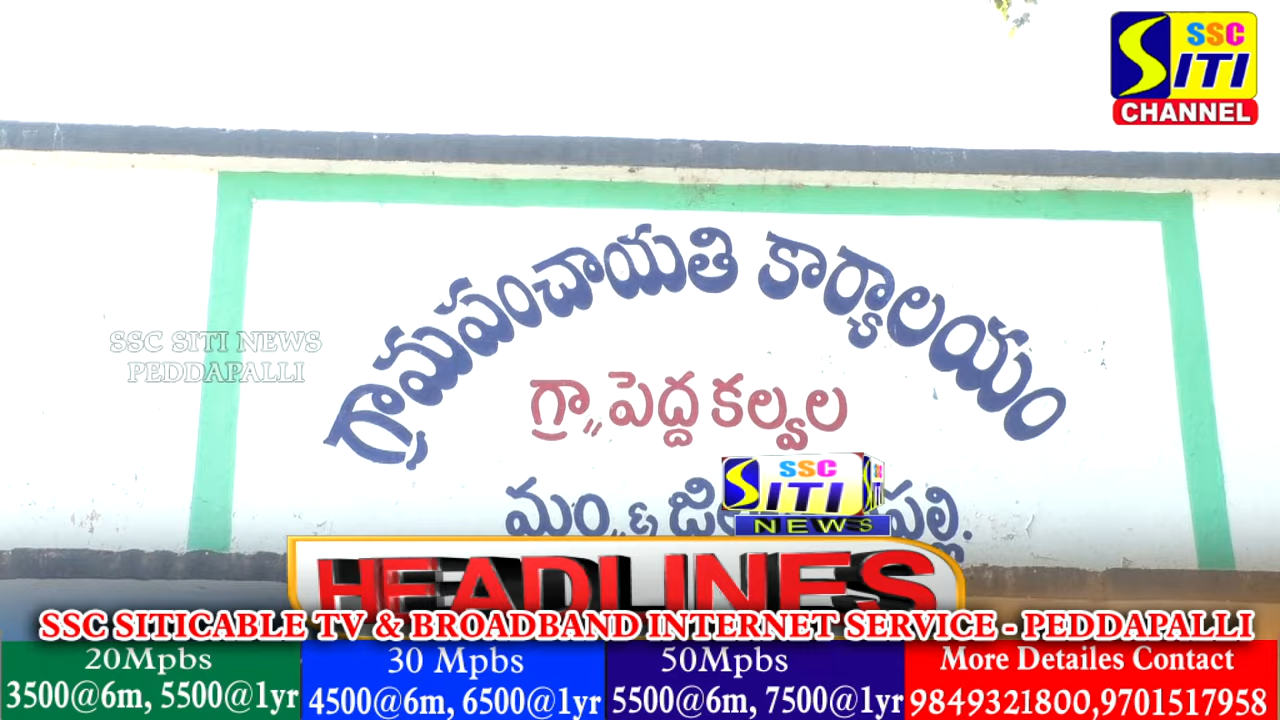 SSC
SITI
CHANNEL
గ్రామపంచాయతి కార్యాలయం
SSC SITI NEWS
PEDDAPALLI
గ్రా॥ పెద్ద కల్వల
మం,, &
SSC
SITI
NEWS
HEADLINES
SSC SITICABLE TV & BROADBAND INTERNET SERVICE - PEDDAPALLI
20Mpbs
3500@6m, 5500@1yr
30 Mpbs
4500@6m, 6500@1yr
50Mpbs
5500@6m, 7500@1yr
More Detailes Contact
9849321800,9701517958